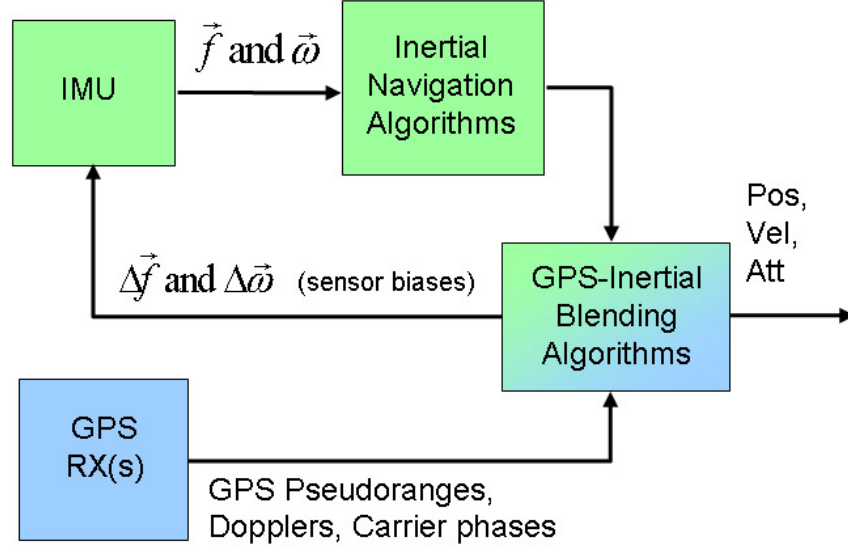 IMU
f⃗ and ω⃗
Inertial
Navigation
Algorithms
Pos,
Vel,
Att
Δf⃗ and Δω⃗ (sensor biases)
GPS-Inertial
Blending
Algorithms
GPS
RX(s)
GPS Pseudoranges,
Dopplers, Carrier phases